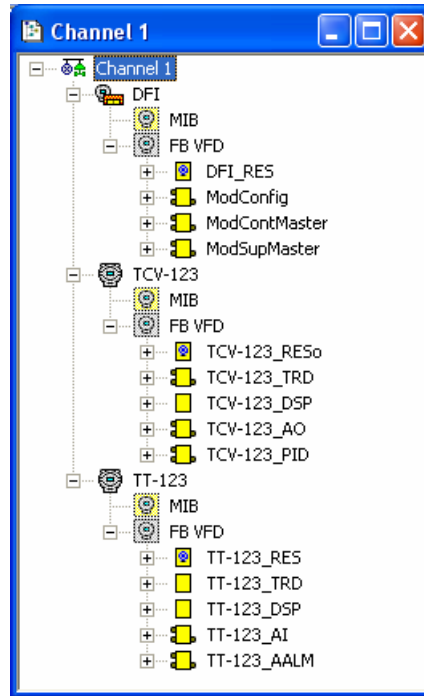 Channel 1
Channel 1
DFI
MIB
FB VFD
DFI_RES
ModConfig
ModContMaster
ModSupMaster
TCV-123
MIB
FB VFD
TCV-123_RESo
TCV-123_TRD
TCV-123_DSP
TCV-123_AO
TCV-123_PID
TT-123
MIB
FB VFD
TT-123_RES
TT-123_TRD
TT-123_DSP
TT-123_AI
TT-123_AALM